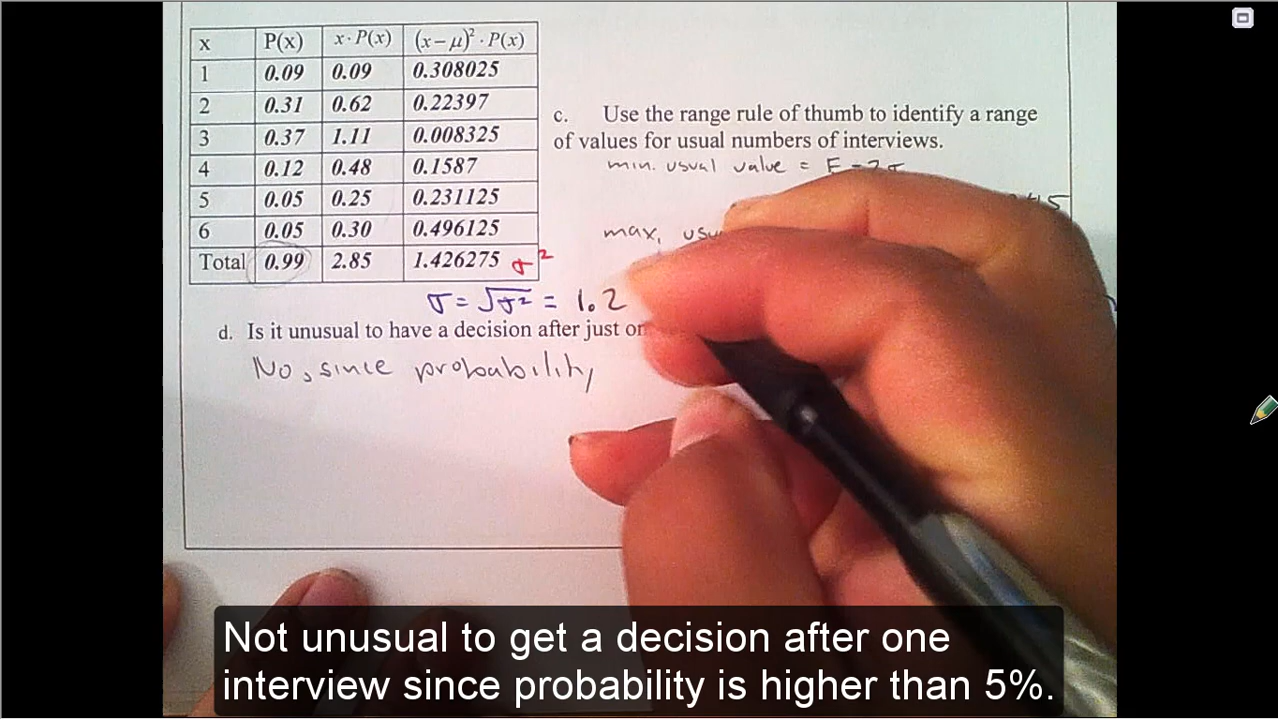 x P(x) x · P(x) (x − μ)² · P(x)
1 0.09 0.09 0.308025
2 0.31 0.62 0.22397
3 0.37 1.11 0.008325
4 0.12 0.48 0.1587
5 0.05 0.25 0.231125
6 0.05 0.30 0.496125
Total 0.99 2.85 1.426275 σ²
σ = √σ² = 1.2
c. Use the range rule of thumb to identify a range
of values for usual numbers of interviews.
min. usual value = E − 2σ
max. usu
d. Is it unusual to have a decision after just on
No, since probability
Not unusual to get a decision after one
interview since probability is higher than 5%.